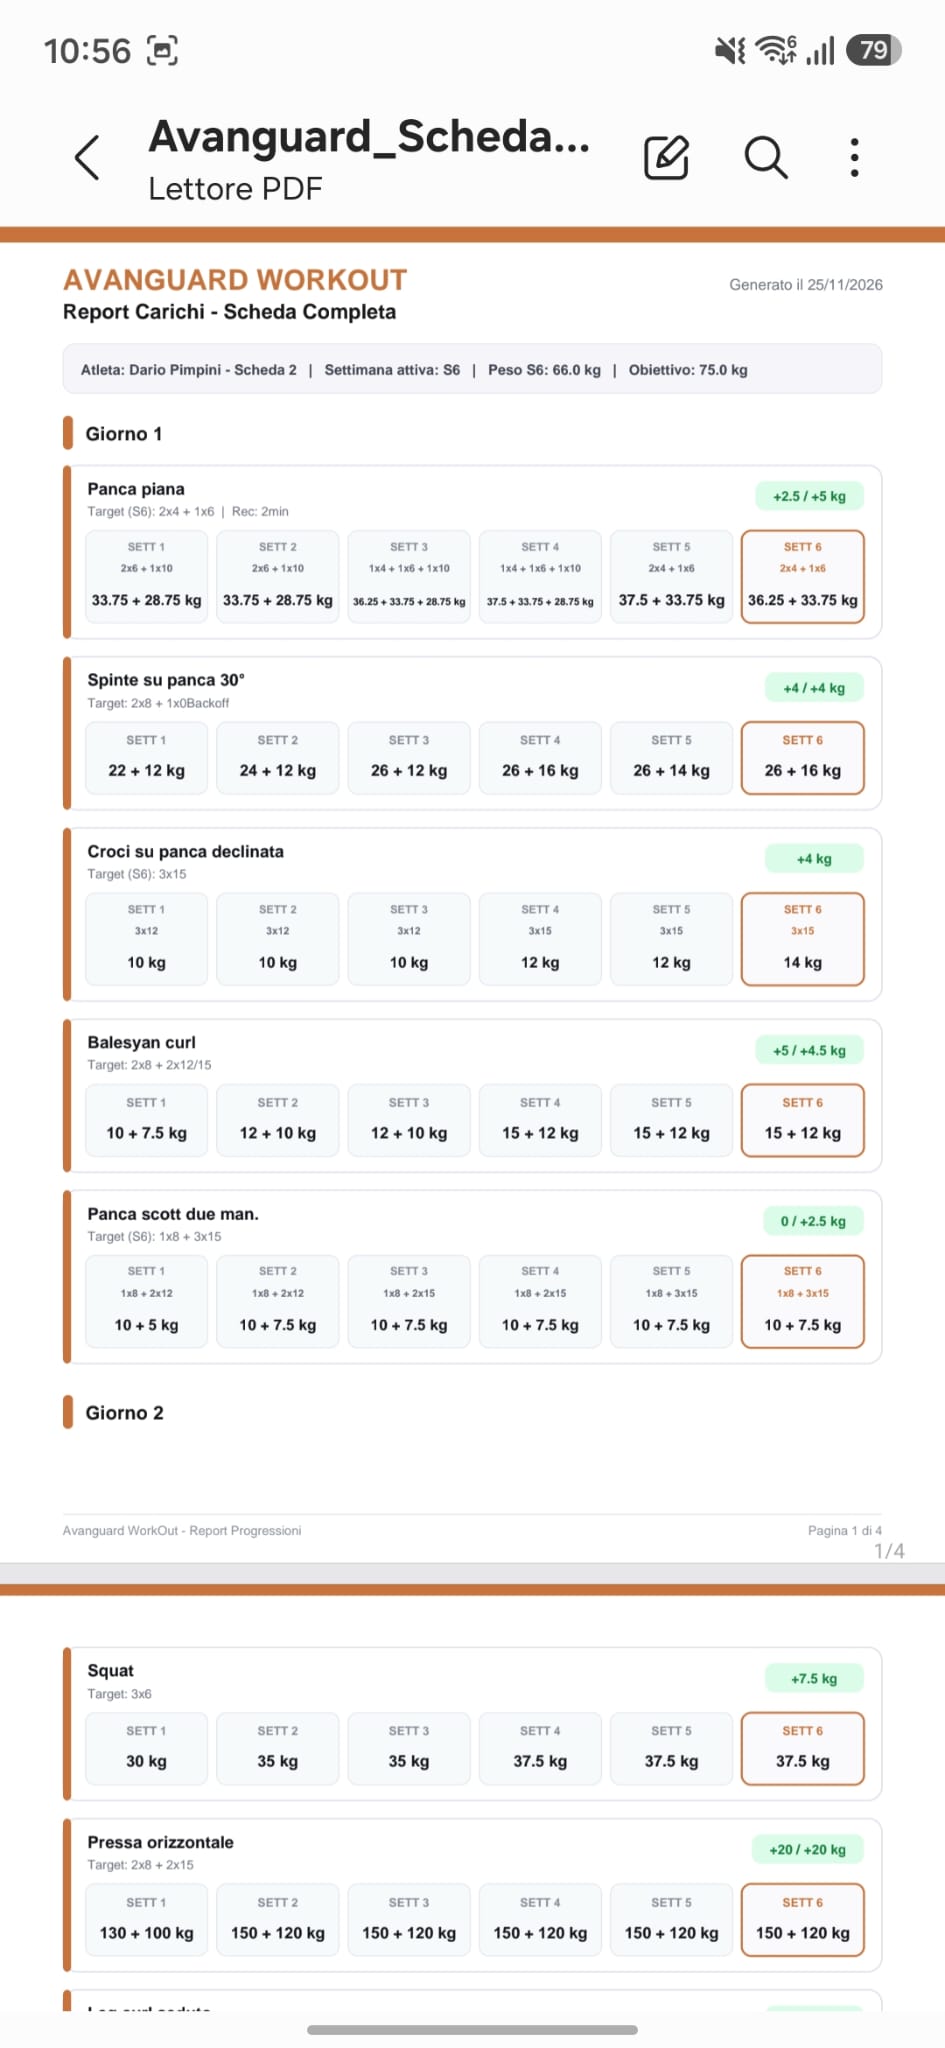 10:56
6
79
Avanguard_Scheda...
Lettore PDF
AVANGUARD WORKOUT
Generato il 25/11/2026
Report Carichi - Scheda Completa
Atleta: Dario Pimpini - Scheda 2 | Settimana attiva: S6 | Peso S6: 66.0 kg | Obiettivo: 75.0 kg
Giorno 1
Panca piana
+2.5 / +5 kg
Target (S6): 2x4 + 1x6 | Rec: 2min
SETT 1 SETT 2 SETT 3 SETT 4 SETT 5 SETT 6
2x6 + 1x10 2x6 + 1x10 1x4 + 1x6 + 1x10 1x4 + 1x6 + 1x10 2x4 + 1x6 2x4 + 1x6
33.75 + 28.75 kg 33.75 + 28.75 kg 36.25 + 33.75 + 28.75 kg 37.5 + 33.75 + 28.75 kg 37.5 + 33.75 kg 36.25 + 33.75 kg
Spinte su panca 30°
+4 / +4 kg
Target: 2x8 + 1x0Backoff
SETT 1 SETT 2 SETT 3 SETT 4 SETT 5 SETT 6
22 + 12 kg 24 + 12 kg 26 + 12 kg 26 + 16 kg 26 + 14 kg 26 + 16 kg
Croci su panca declinata
+4 kg
Target (S6): 3x15
SETT 1 SETT 2 SETT 3 SETT 4 SETT 5 SETT 6
3x12 3x12 3x12 3x15 3x15 3x15
10 kg 10 kg 10 kg 12 kg 12 kg 14 kg
Balesyan curl
+5 / +4.5 kg
Target: 2x8 + 2x12/15
SETT 1 SETT 2 SETT 3 SETT 4 SETT 5 SETT 6
10 + 7.5 kg 12 + 10 kg 12 + 10 kg 15 + 12 kg 15 + 12 kg 15 + 12 kg
Panca scott due man.
0 / +2.5 kg
Target (S6): 1x8 + 3x15
SETT 1 SETT 2 SETT 3 SETT 4 SETT 5 SETT 6
1x8 + 2x12 1x8 + 2x12 1x8 + 2x15 1x8 + 2x15 1x8 + 3x15 1x8 + 3x15
10 + 5 kg 10 + 7.5 kg 10 + 7.5 kg 10 + 7.5 kg 10 + 7.5 kg 10 + 7.5 kg
Giorno 2
Avanguard WorkOut - Report Progressioni
Pagina 1 di 4
1/4
Squat
+7.5 kg
Target: 3x6
SETT 1 SETT 2 SETT 3 SETT 4 SETT 5 SETT 6
30 kg 35 kg 35 kg 37.5 kg 37.5 kg 37.5 kg
Pressa orizzontale
+20 / +20 kg
Target: 2x8 + 2x15
SETT 1 SETT 2 SETT 3 SETT 4 SETT 5 SETT 6
130 + 100 kg 150 + 120 kg 150 + 120 kg 150 + 120 kg 150 + 120 kg 150 + 120 kg